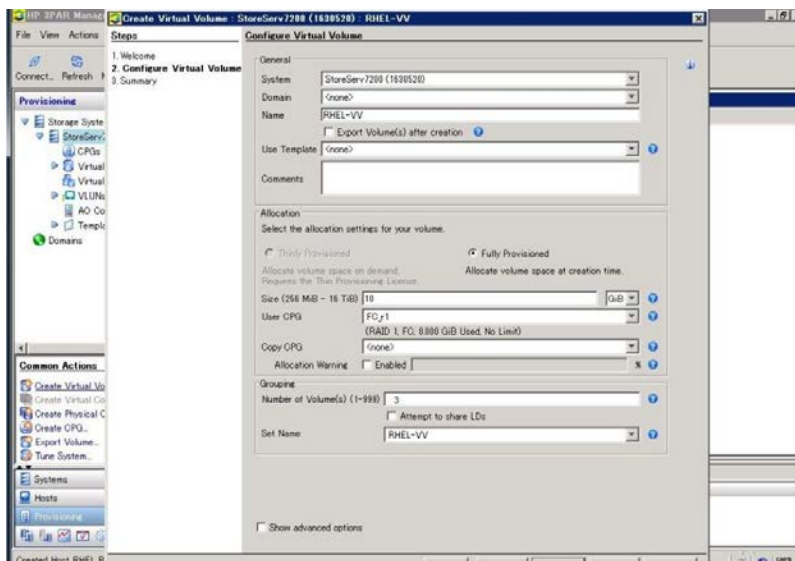 HP 3PAR Manag
Create Virtual Volume : StoreServ7200 (1630520) : RHEL-VV
File View Actions
Connect.. Refresh
Provisioning
Storage Syste
StoreServ7
CPGs
Virtual
Virtual
VLUNs
AO Co
Templa
Domains
Common Actions
Create Virtual Vo
Create Virtual Co
Create Physical C
Create CPG..
Export Volume..
Tune System..
Systems
Hosts
Provisioning
Created Host RHEL R
Steps
1. Welcome
2. Configure Virtual Volume
3. Summary
Configure Virtual Volume
General
System StoreServ7200 (1630520)
Domain <none>
Name RHEL-VV
Export Volume(s) after creation
Use Template <none>
Comments
Allocation
Select the allocation settings for your volume.
Thinly Provisioned Fully Provisioned
Allocate volume space on demand. Allocate volume space at creation time.
Requires the Thin Provisioning License.
Size (256 MiB - 16 TiB) 10 GiB
User CPG FC_r1
(RAID 1, FC, 0.000 GiB Used, No Limit)
Copy CPG <none>
Allocation Warning Enabled %
Grouping
Number of Volume(s) (1-999) 3
Attempt to share LDs
Set Name RHEL-VV
Show advanced options